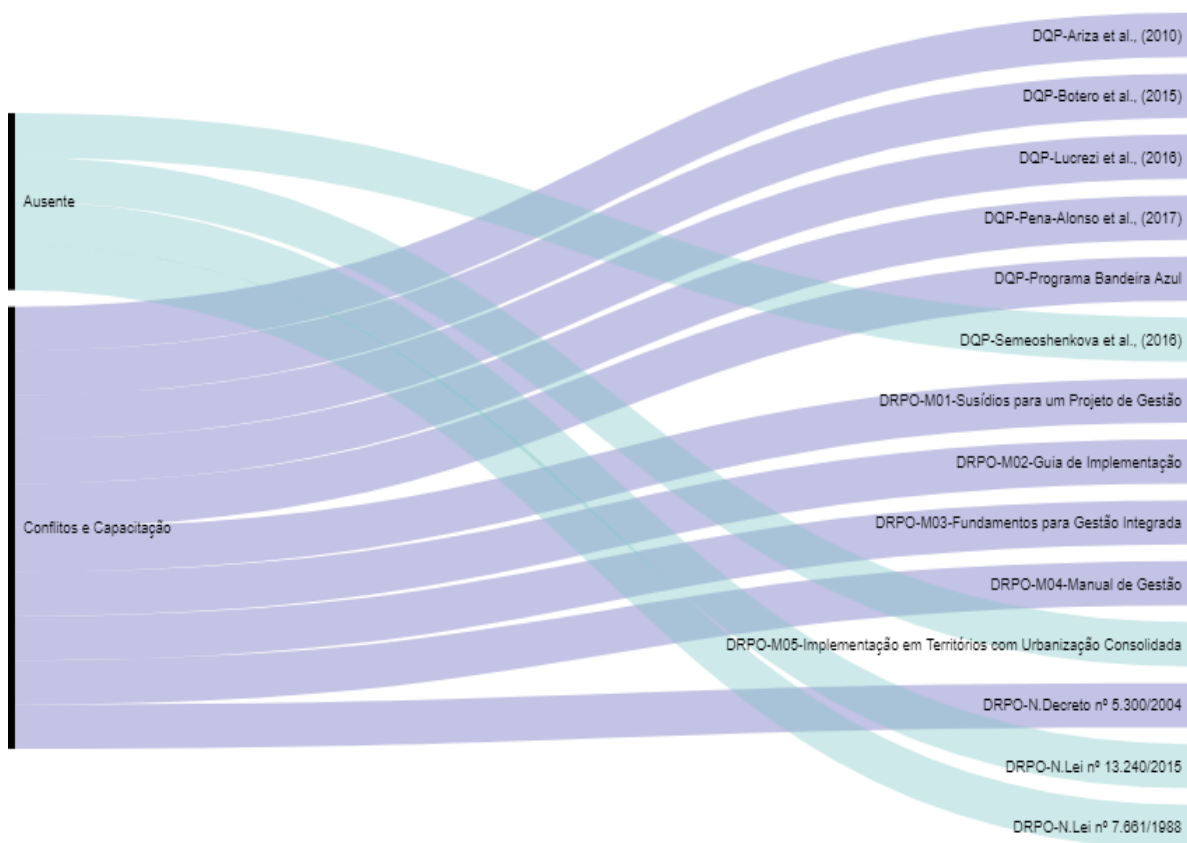 Ausente
Conflitos e Capacitação
DQP-Ariza et al., (2010)
DQP-Botero et al., (2015)
DQP-Lucrezi et al., (2016)
DQP-Pena-Alonso et al., (2017)
DQP-Programa Bandeira Azul
DQP-Semeoshenkova et al., (2016)
DRPO-M01-Susídios para um Projeto de Gestão
DRPO-M02-Guia de Implementação
DRPO-M03-Fundamentos para Gestão Integrada
DRPO-M04-Manual de Gestão
DRPO-M05-Implementação em Territórios com Urbanização Consolidada
DRPO-N.Decreto nº 5.300/2004
DRPO-N.Lei nº 13.240/2015
DRPO-N.Lei nº 7.661/1988